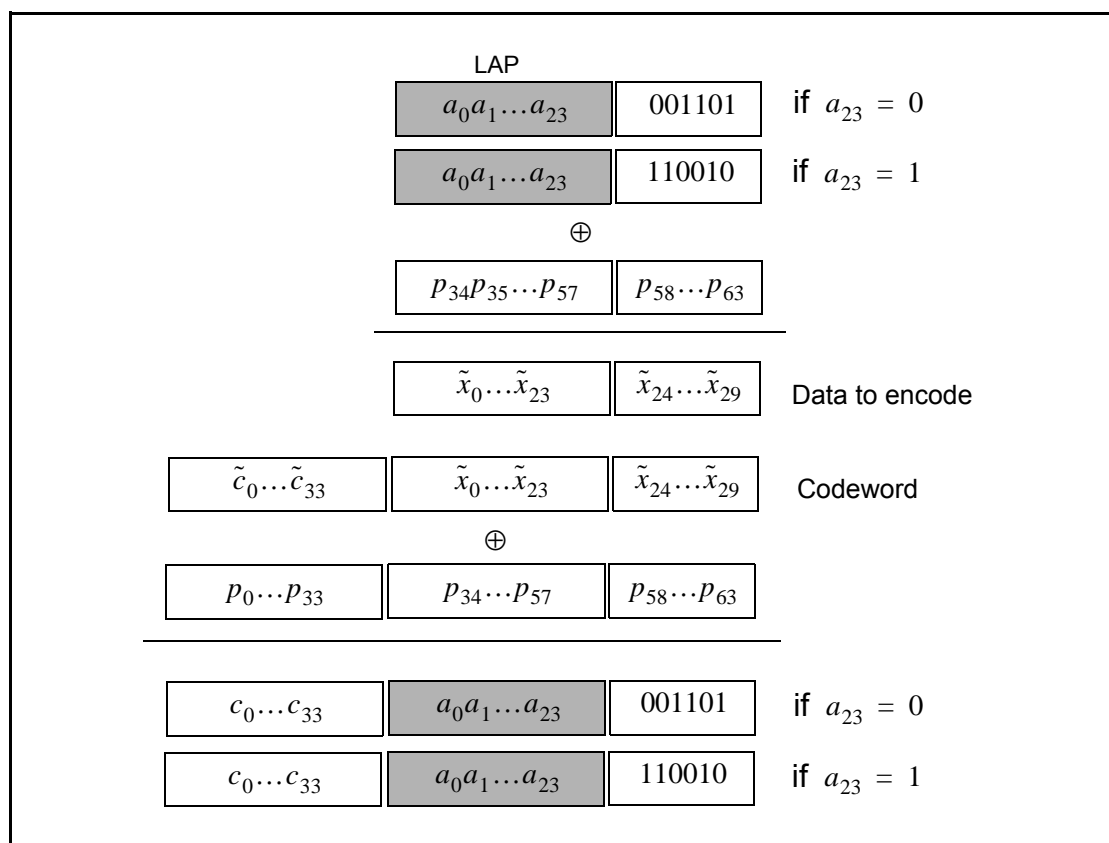 LAP
a₀a₁…a₂₃ 001101 if a₂₃ = 0
a₀a₁…a₂₃ 110010 if a₂₃ = 1
⊕
p₃₄p₃₅…p₅₇ p₅₈…p₆₃
x̃₀…x̃₂₃ x̃₂₄…x̃₂₉ Data to encode
c̃₀…c̃₃₃ x̃₀…x̃₂₃ x̃₂₄…x̃₂₉ Codeword
⊕
p₀…p₃₃ p₃₄…p₅₇ p₅₈…p₆₃
c₀…c₃₃ a₀a₁…a₂₃ 001101 if a₂₃ = 0
c₀…c₃₃ a₀a₁…a₂₃ 110010 if a₂₃ = 1